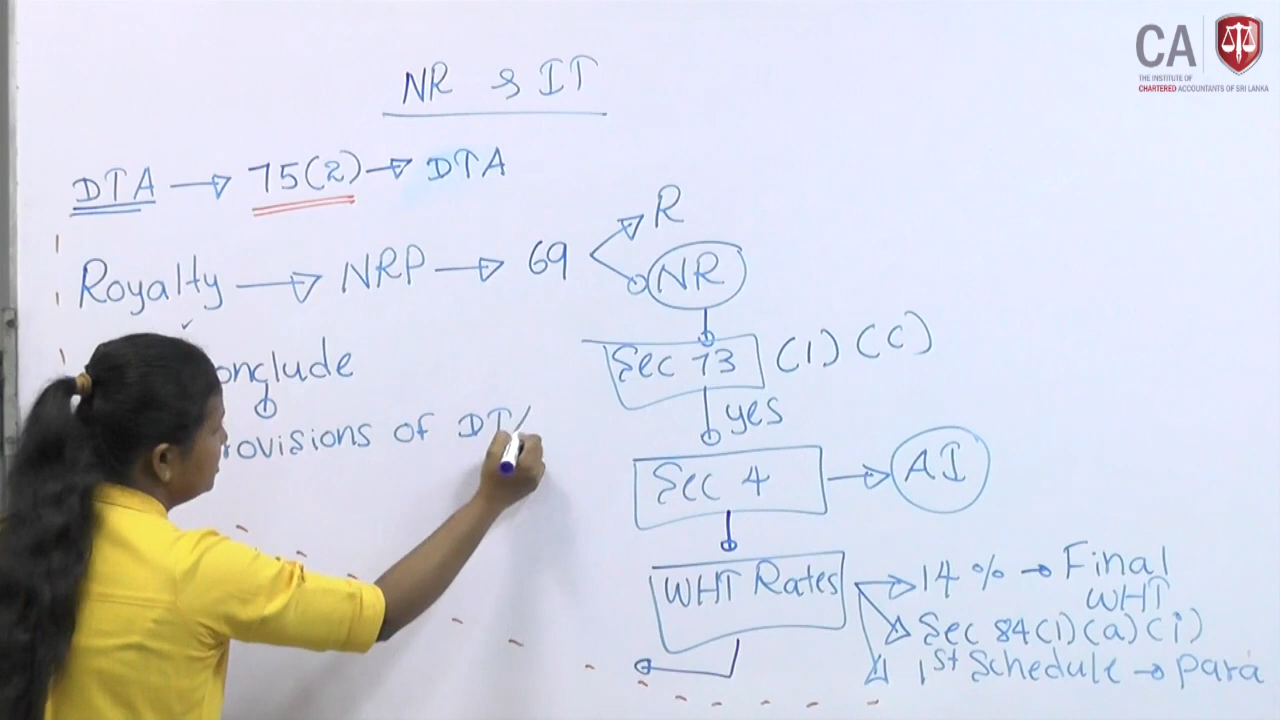 CA
THE INSTITUTE OF
CHARTERED ACCOUNTANTS OF SRI LANKA
NR & IT
DTA → 75(2) → DTA
Royalty → NRP → 69
R
NR
onclude
rovisions of DT
Sec 73 (1) (c)
yes
Sec 4 → AI
WHT Rates
14 % → Final
WHT
Sec 84(1)(a)(i)
1st Schedule → para